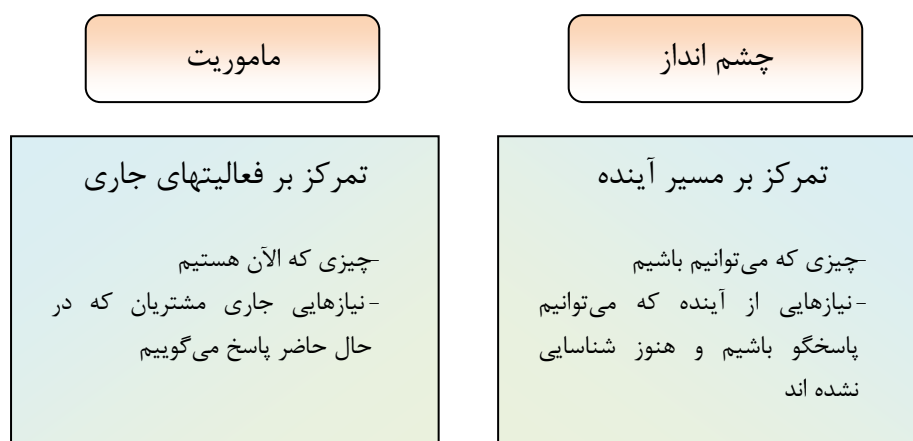 چشم انداز
ماموریت
تمرکز بر مسیر آینده
-چیزی که می‌توانیم باشیم
-نیازهایی از آینده که می‌توانیم
پاسخگو باشیم و هنوز شناسایی
نشده اند
تمرکز بر فعالیتهای جاری
-چیزی که الآن هستیم
-نیازهایی جاری مشتریان که در
حال حاضر پاسخ می‌گوییم